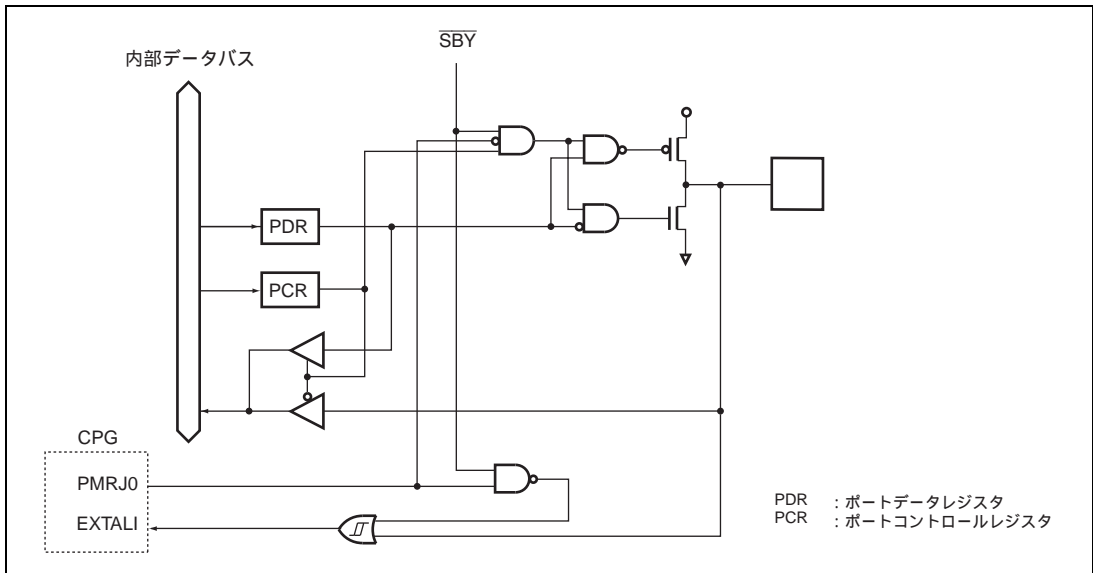 SBY
内部データバス
PDR
PCR
CPG
PMRJ0
EXTALI
PDR :ポートデータレジスタ
PCR :ポートコントロールレジスタ